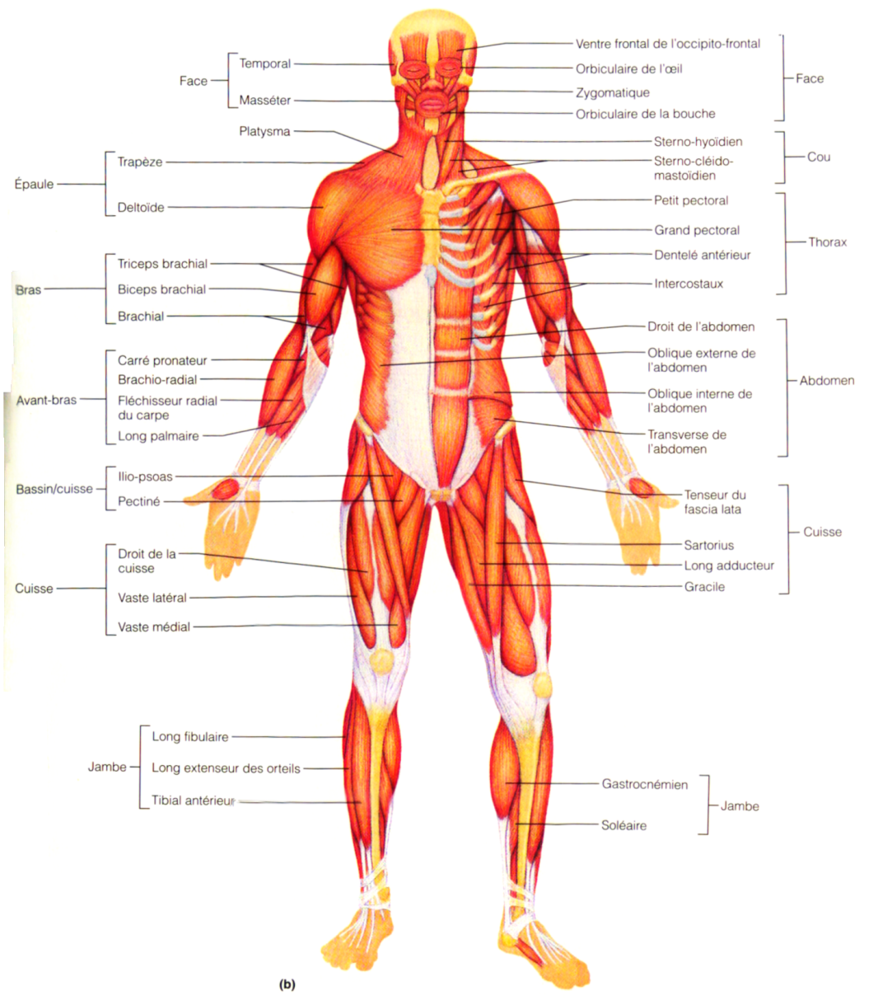 Face
Temporal
Masséter
Platysma
Épaule
Trapèze
Deltoïde
Bras
Triceps brachial
Biceps brachial
Brachial
Avant-bras
Carré pronateur
Brachio-radial
Fléchisseur radial
du carpe
Long palmaire
Bassin/cuisse
Ilio-psoas
Pectiné
Cuisse
Droit de la
cuisse
Vaste latéral
Vaste médial
Jambe
Long fibulaire
Long extenseur des orteils
Tibial antérieur
Ventre frontal de l'occipito-frontal
Orbiculaire de l'œil
Zygomatique
Orbiculaire de la bouche
Face
Sterno-hyoïdien
Sterno-cléido-
mastoïdien
Cou
Petit pectoral
Grand pectoral
Dentelé antérieur
Intercostaux
Thorax
Droit de l'abdomen
Oblique externe de
l'abdomen
Oblique interne de
l'abdomen
Transverse de
l'abdomen
Abdomen
Tenseur du
fascia lata
Sartorius
Long adducteur
Gracile
Cuisse
Gastrocnémien
Soléaire
Jambe
(b)